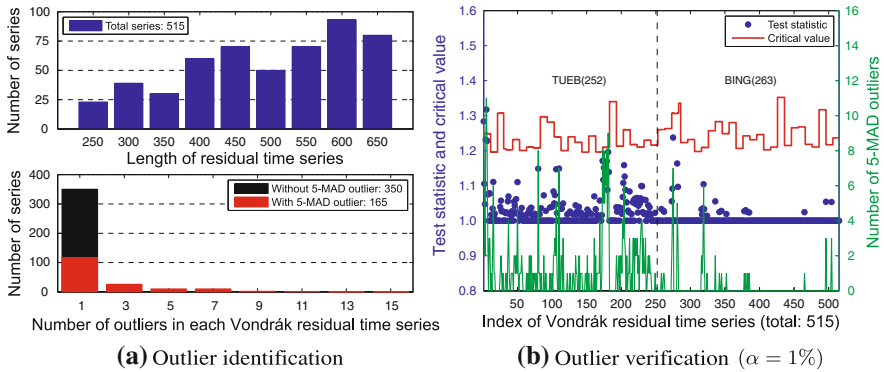 100
75
50
25
0
Number of series
Total series: 515
250 300 350 400 450 500 550 600 650
Length of residual time series
400
300
200
100
0
Number of series
Without 5-MAD outlier: 350
With 5-MAD outlier: 165
1 3 5 7 9 11 13 15
Number of outliers in each Vondrák residual time series
(a) Outlier identification
1.6
1.5
1.4
1.3
1.2
1.1
1.0
0.9
0.8
Test statistic and critical value
Test statistic
Critical value
TUEB(252)
BING(263)
16
14
12
10
8
6
4
2
0
Number of 5-MAD outliers
50 100 150 200 250 300 350 400 450 500
Index of Vondrák residual time series (total: 515)
(b) Outlier verification (α = 1%)